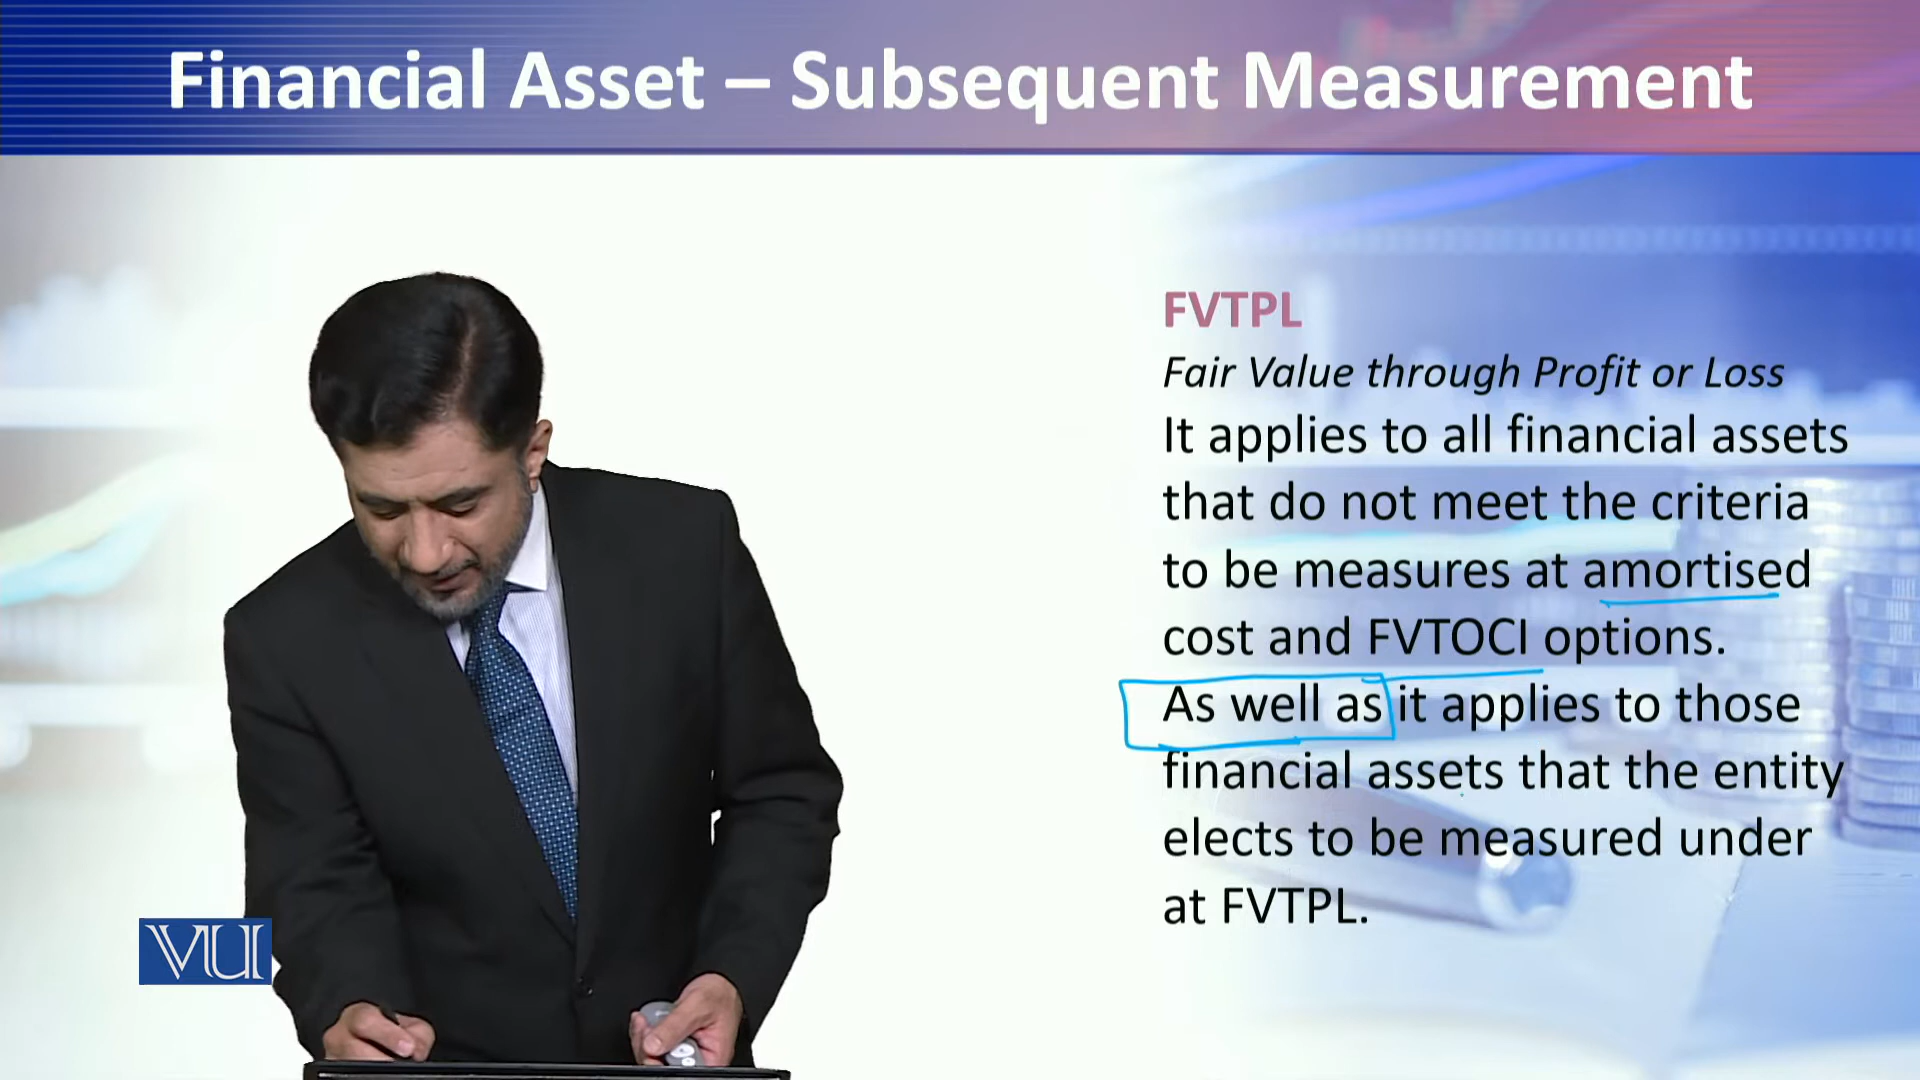 Financial Asset – Subsequent Measurement
FVTPL
Fair Value through Profit or Loss
It applies to all financial assets
that do not meet the criteria
to be measures at amortised
cost and FVTOCI options.
As well as it applies to those
financial assets that the entity
elects to be measured under
at FVTPL.
VU